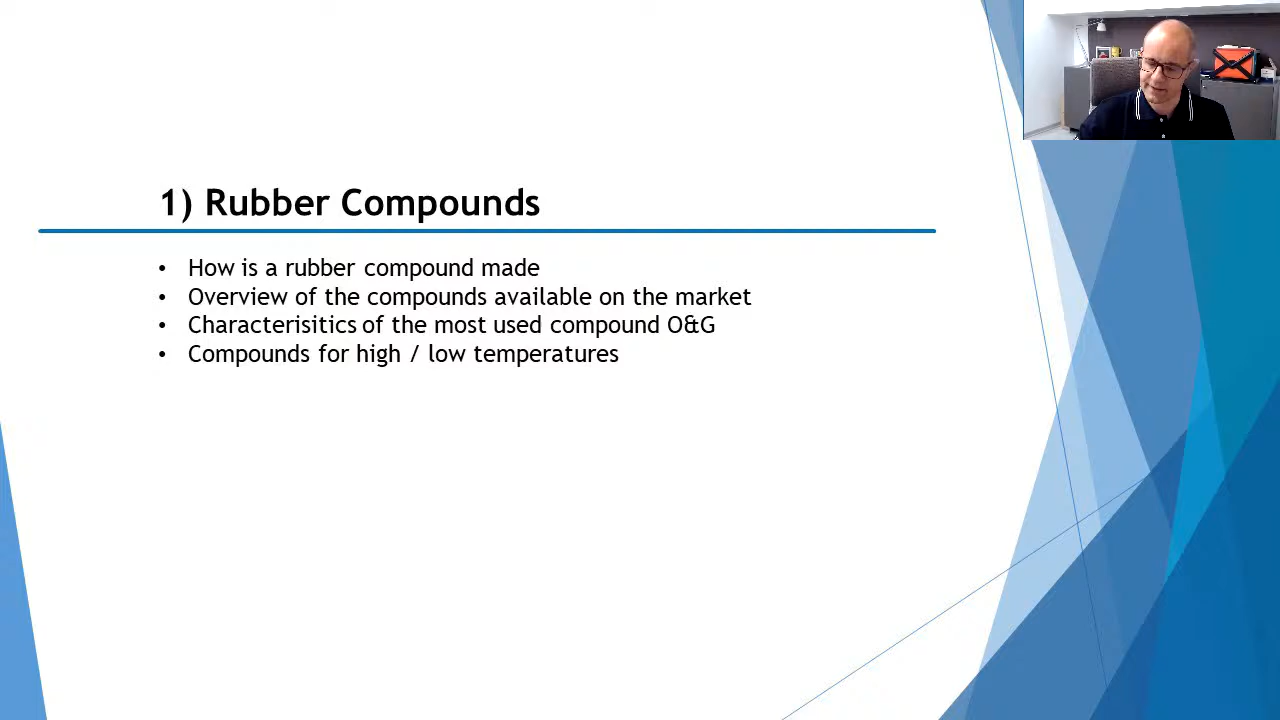 1) Rubber Compounds
• How is a rubber compound made
• Overview of the compounds available on the market
• Characterisitics of the most used compound O&G
• Compounds for high / low temperatures